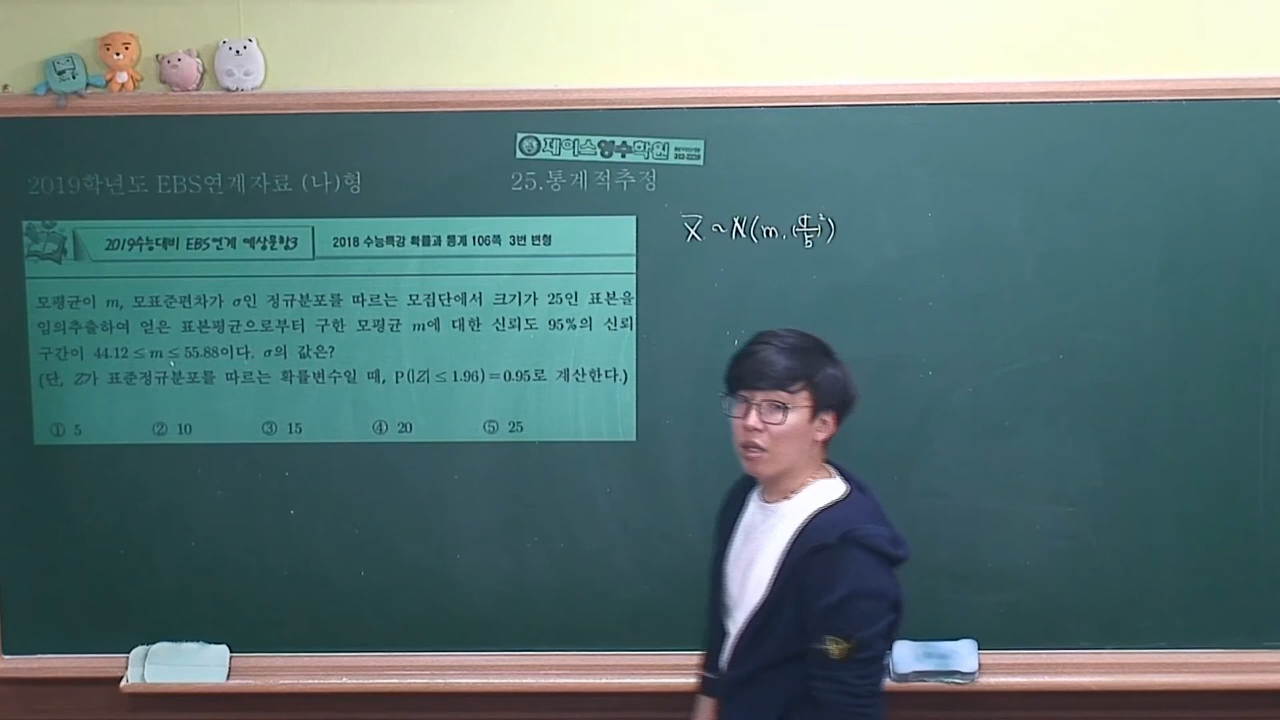 제이스영수학원
2019학년도 EBS연계자료 (나)형
25.통계적추정
2019수능대비 EBS연계 예상문항3
2018 수능특강 확률과 통계 106쪽 3번 변형
모평균이 m, 모표준편차가 σ인 정규분포를 따르는 모집단에서 크기가 25인 표본을
임의추출하여 얻은 표본평균으로부터 구한 모평균 m에 대한 신뢰도 95%의 신뢰
구간이 44.12 ≤ m ≤ 55.88이다. σ의 값은?
(단, Z가 표준정규분포를 따르는 확률변수일 때, P(|Z| ≤ 1.96) = 0.95로 계산한다.)
① 5 ② 10 ③ 15 ④ 20 ⑤ 25
X̄ ~ N(m, (σ/5)²)